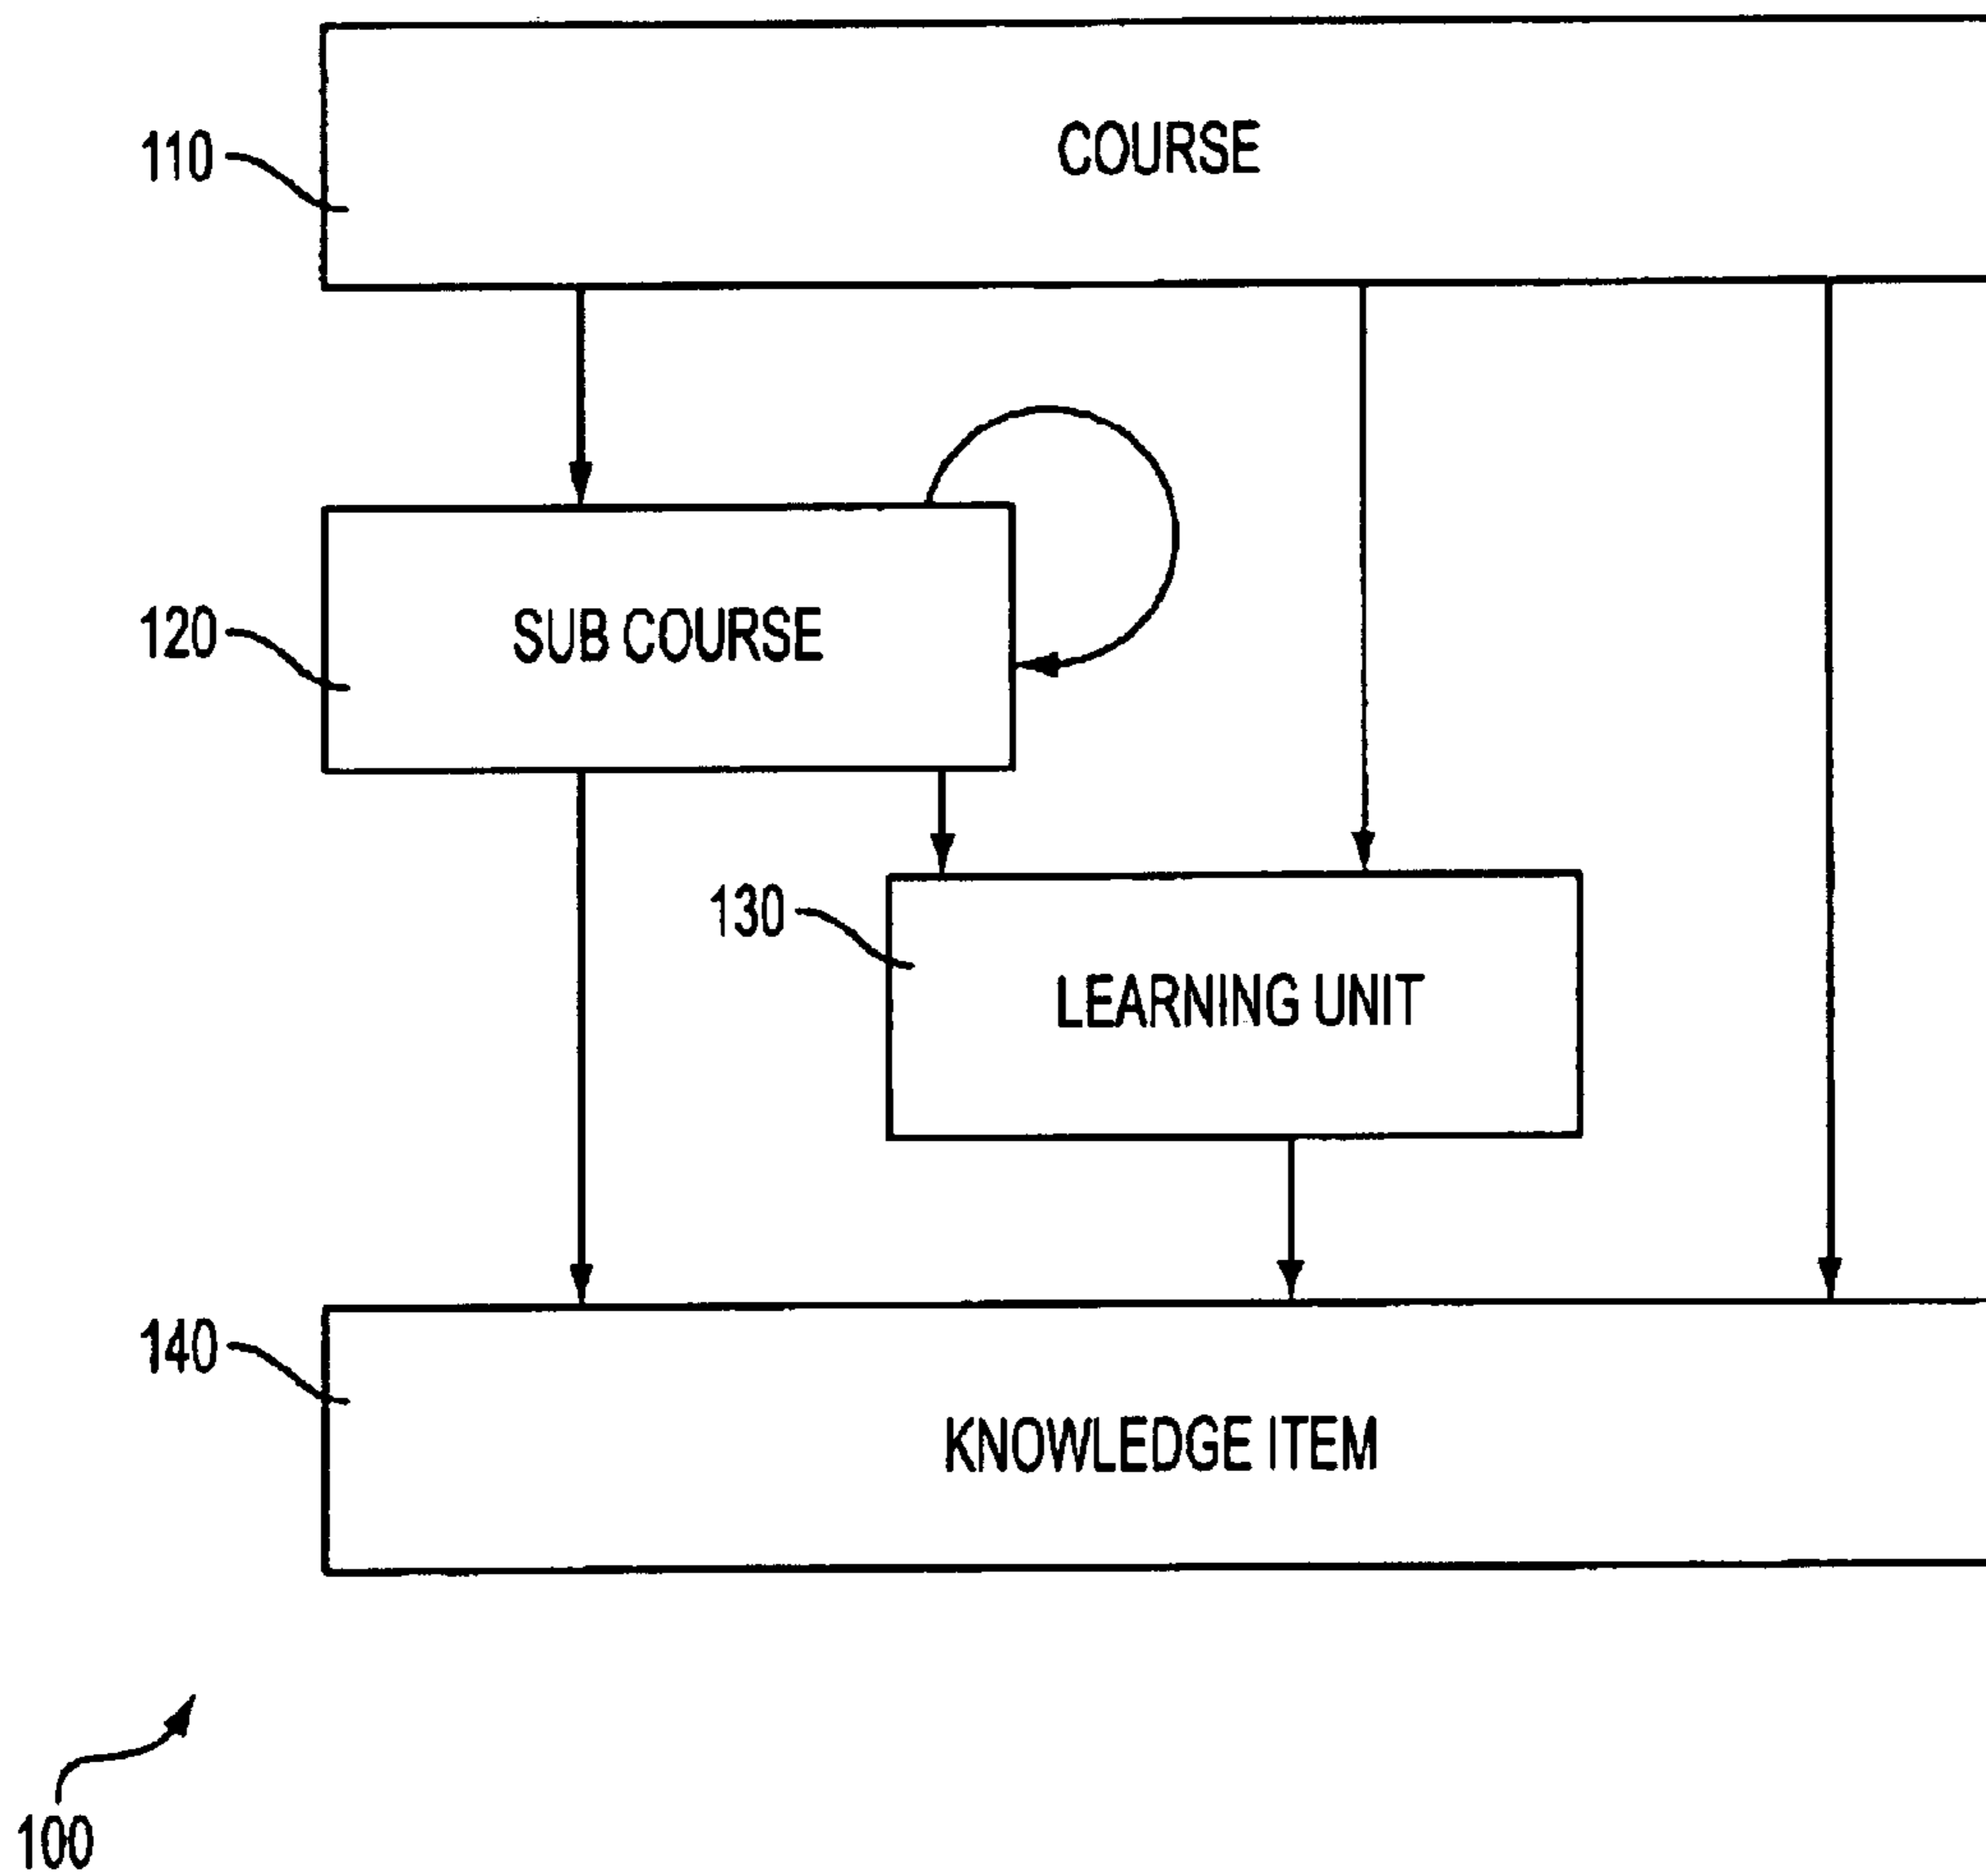 COURSE
110
SUB COURSE
120
130
LEARNING UNIT
140
KNOWLEDGE ITEM
100